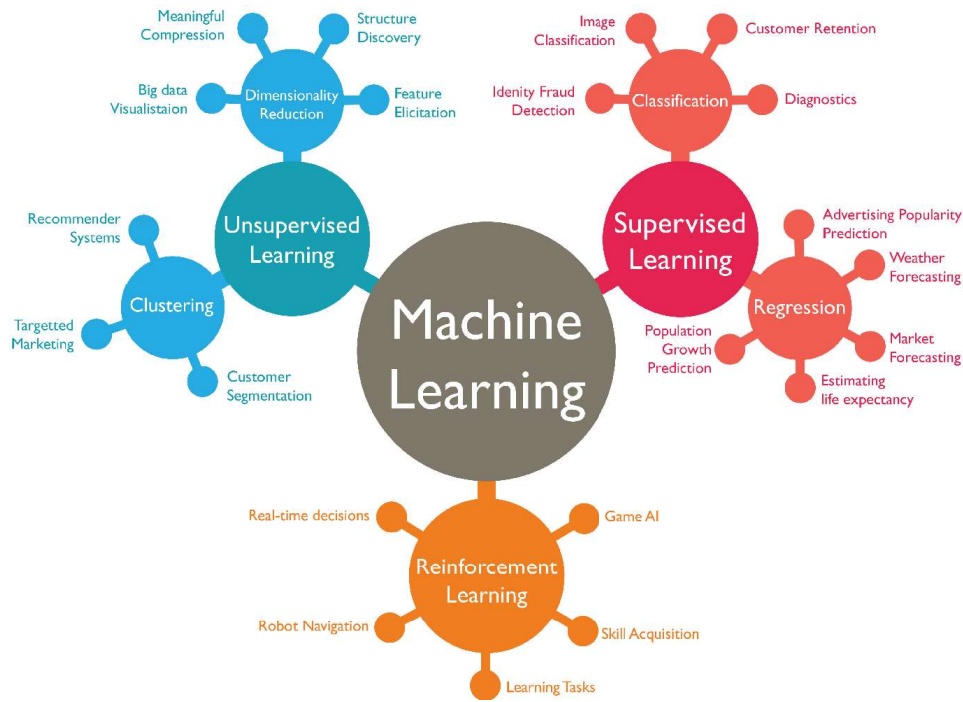 Meaningful
Compression
Structure
Discovery
Big data
Visualistaion
Dimensionality
Reduction
Feature
Elicitation
Image
Classification
Customer Retention
Idenity Fraud
Detection
Classification
Diagnostics
Unsupervised
Learning
Supervised
Learning
Recommender
Systems
Clustering
Targetted
Marketing
Customer
Segmentation
Machine
Learning
Advertising Popularity
Prediction
Weather
Forecasting
Regression
Population
Growth
Prediction
Market
Forecasting
Estimating
life expectancy
Real-time decisions
Game AI
Reinforcement
Learning
Robot Navigation
Skill Acquisition
Learning Tasks